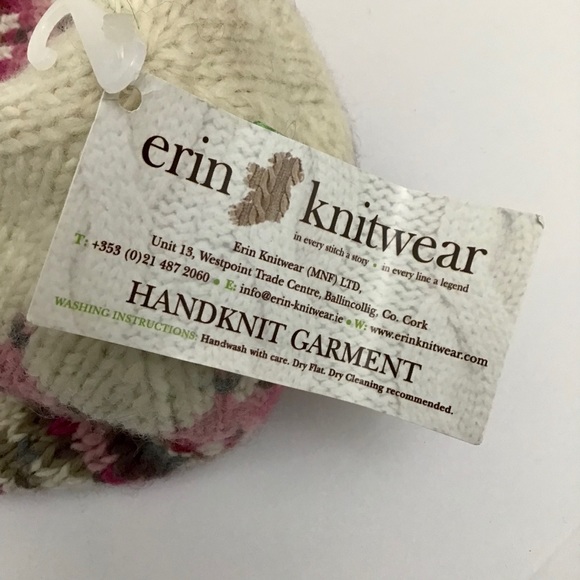 erin knitwear
in every stitch a story • in every line a legend
Erin Knitwear (MNF) LTD,
Unit 13, Westpoint Trade Centre, Ballincollig, Co. Cork
T: +353 (0)21 487 2060 • E: info@erin-knitwear.ie • W: www.erinknitwear.com
HANDKNIT GARMENT
WASHING INSTRUCTIONS: Handwash with care. Dry Flat. Dry Cleaning recommended.